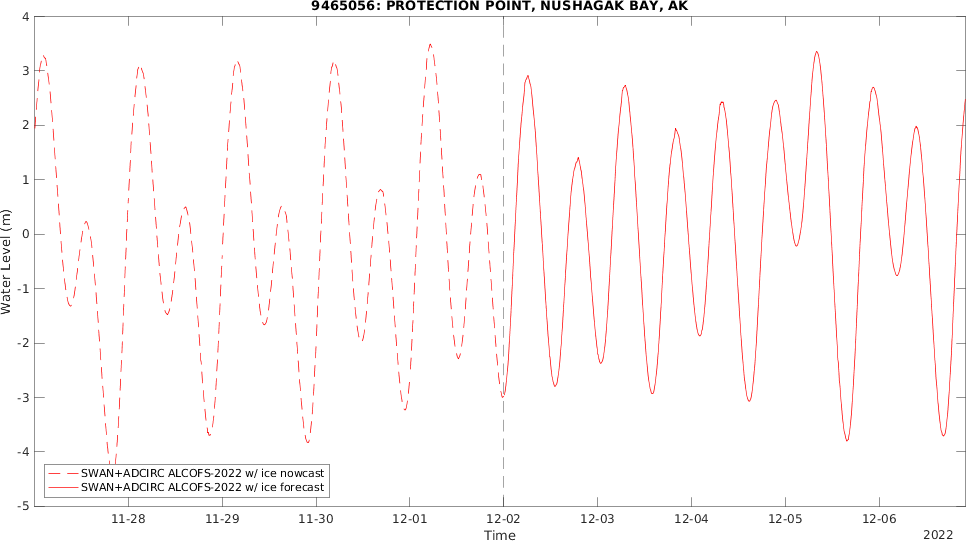 9465056: PROTECTION POINT, NUSHAGAK BAY, AK
4
3
2
1
0
-1
-2
-3
-4
-5
Water Level (m)
SWAN+ADCIRC ALCOFS-2022 w/ ice nowcast
SWAN+ADCIRC ALCOFS-2022 w/ ice forecast
11-28 11-29 11-30 12-01 12-02 12-03 12-04 12-05 12-06
Time
2022